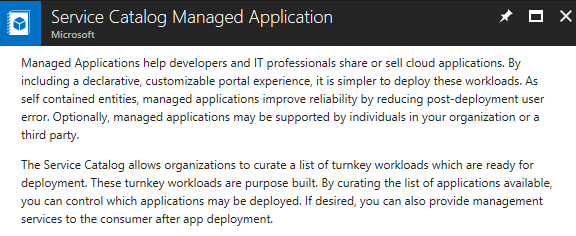 Service Catalog Managed Application
Microsoft
Managed Applications help developers and IT professionals share or sell cloud applications. By
including a declarative, customizable portal experience, it is simpler to deploy these workloads. As
self contained entities, managed applications improve reliability by reducing post-deployment user
error. Optionally, managed applications may be supported by individuals in your organization or a
third party.
The Service Catalog allows organizations to curate a list of turnkey workloads which are ready for
deployment. These turnkey workloads are purpose built. By curating the list of applications available,
you can control which applications may be deployed. If desired, you can also provide management
services to the consumer after app deployment.